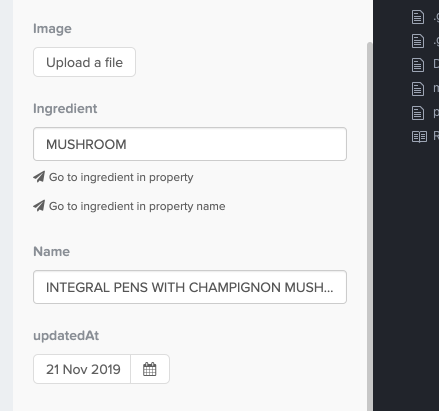 Image
Upload a file
Ingredient
MUSHROOM
Go to ingredient in property
Go to ingredient in property name
Name
INTEGRAL PENS WITH CHAMPIGNON MUSH...
updatedAt
21 Nov 2019